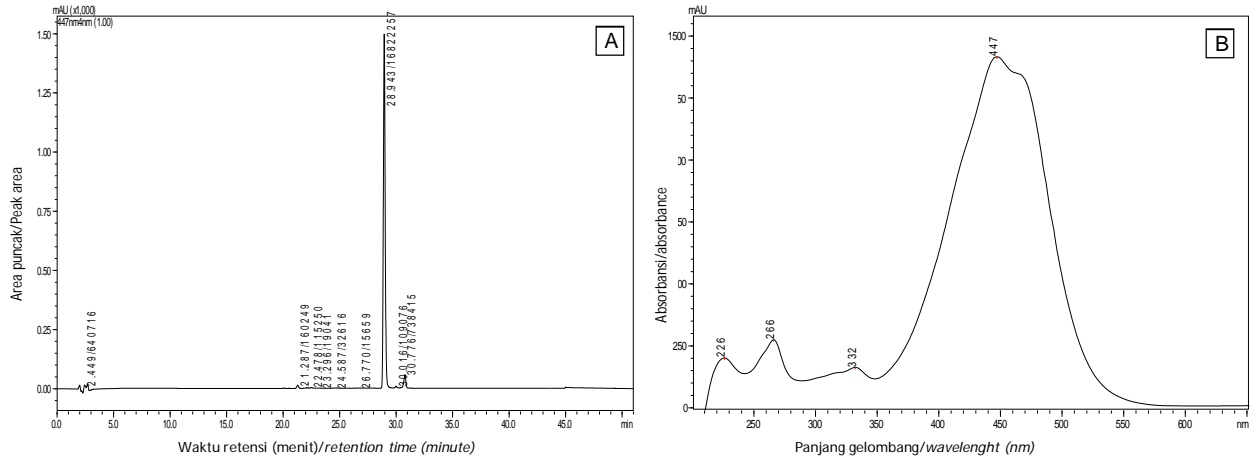 mAU (x1,000)
447nm4nm (1.00)
A
1.50
1.25
1.00
0.75
0.50
0.25
0.00
2.449/640716
21.287/160249
22.478/115250
23.296/19041
24.587/32616
26.770/15659
28.943/16822257
30.016/109076
30.776/738415
0.0 5.0 10.0 15.0 20.0 25.0 30.0 35.0 40.0 45.0 min
Area puncak/Peak area
Waktu retensi (menit)/retention time (minute)
mAU
B
1500
50
00
50
00
250
0
226
266
332
447
250 300 350 400 450 500 550 600 nm
Absorbansi/absorbance
Panjang gelombang/wavelenght (nm)